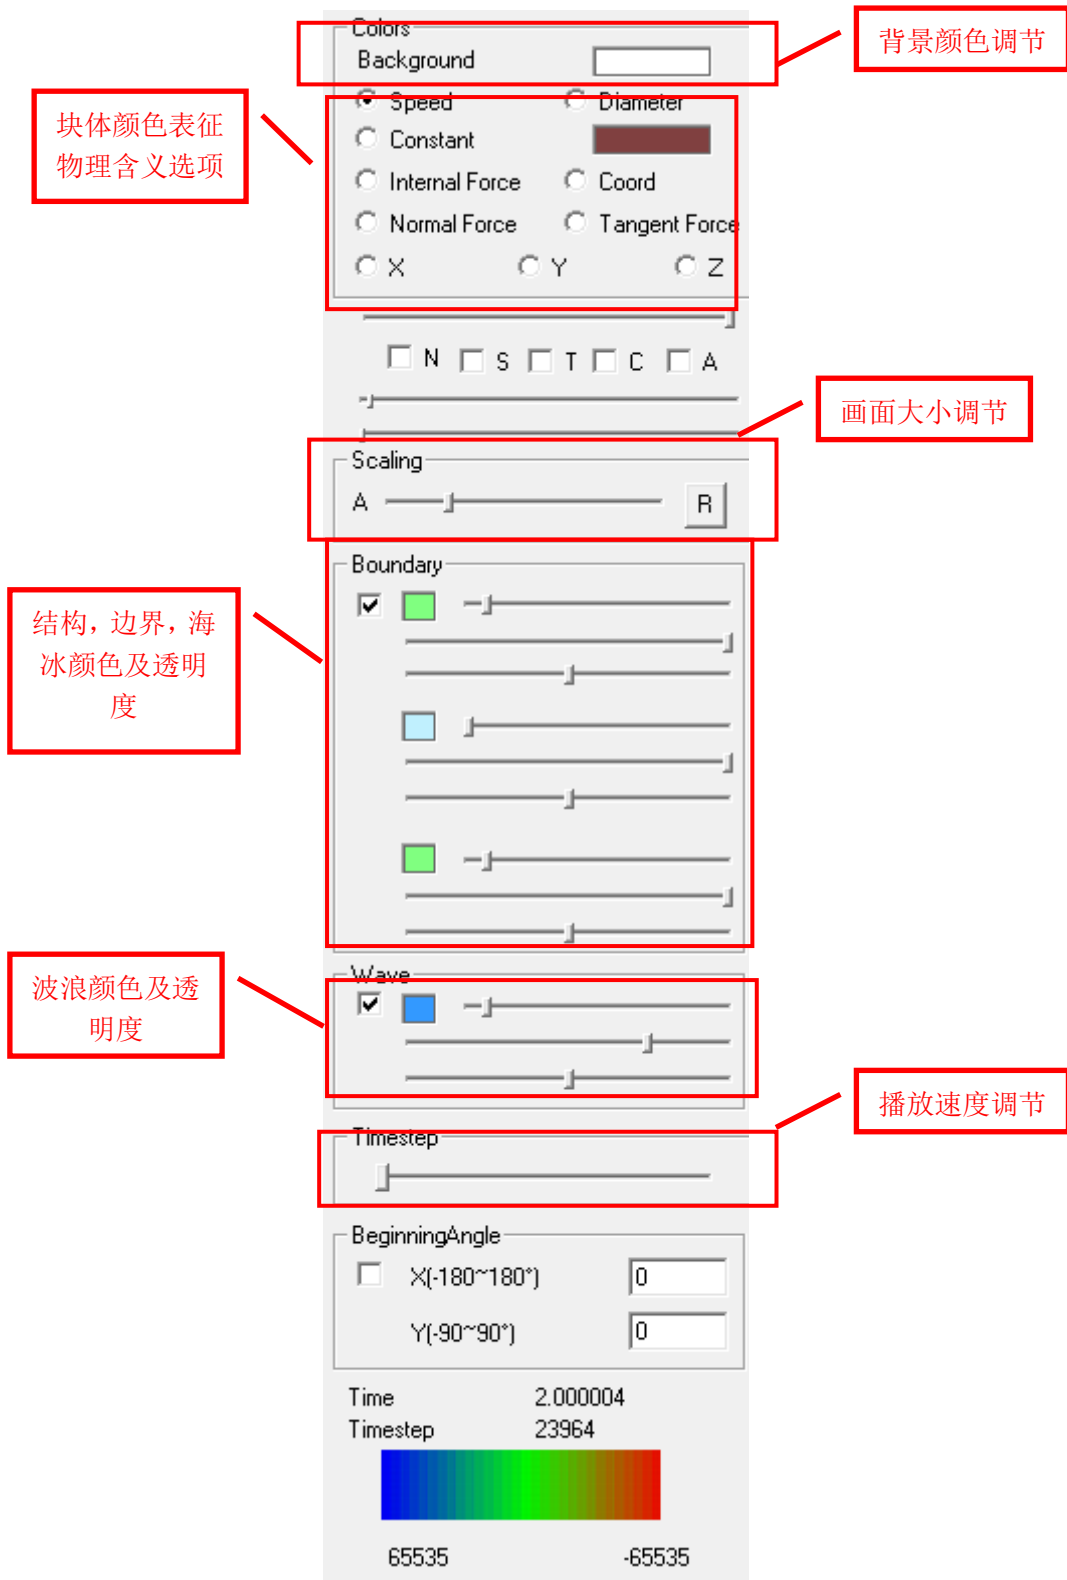 Colors
Background
背景颜色调节
Speed
Diameter
块体颜色表征
物理含义选项
Constant
Internal Force
Coord
Normal Force
Tangent Force
X Y Z
N S T C A
画面大小调节
Scaling
A
R
Boundary
结构，边界，海
冰颜色及透明
度
Wave
波浪颜色及透
明度
播放速度调节
Timestep
BeginningAngle
X(-180~180°)
0
Y(-90~90°)
0
Time 2.000004
Timestep 23964
65535 -65535